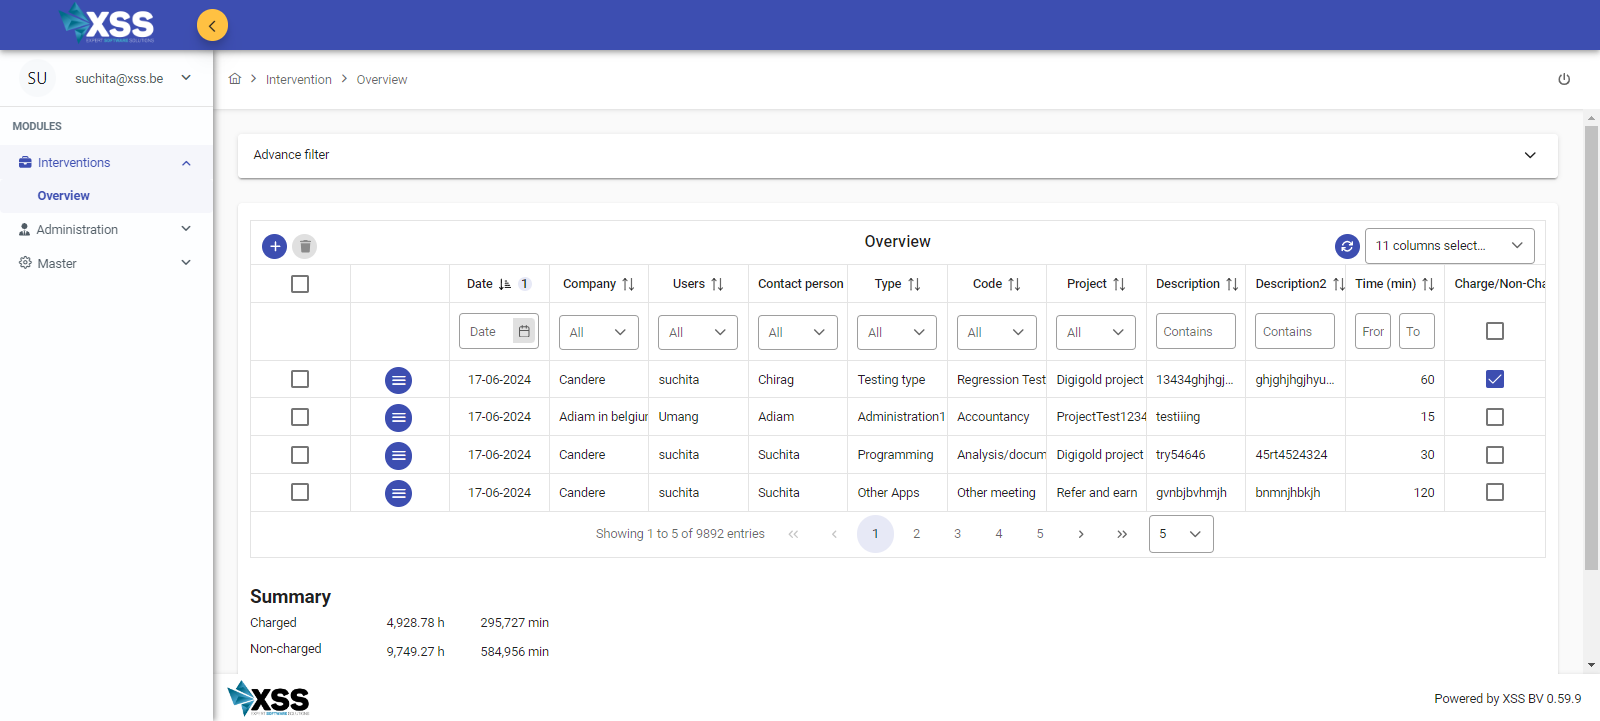 XSS
EXPERT SOFTWARE SOLUTIONS
SU suchita@xss.be
Intervention Overview
MODULES
Interventions
Overview
Administration
Master
Advance filter
Overview
11 columns select...
Date 1 Company Users Contact person Type Code Project Description Description2 Time (min) Charge/Non-Cha
Date All All All All All All Contains Contains Fror To
17-06-2024 Candere suchita Chirag Testing type Regression Test Digigold project 13434ghjhgj... ghjghjhgjhyu... 60
17-06-2024 Adiam in belgiur Umang Adiam Administration1 Accountancy ProjectTest1234 testiiing 15
17-06-2024 Candere suchita Suchita Programming Analysis/docum Digigold project try54646 45rt4524324 30
17-06-2024 Candere suchita Suchita Other Apps Other meeting Refer and earn gvnbjbvhmjh bnmnjhbkjh 120
Showing 1 to 5 of 9892 entries 1 2 3 4 5 5
Summary
Charged 4,928.78 h 295,727 min
Non-charged 9,749.27 h 584,956 min
XSS
EXPERT SOFTWARE SOLUTIONS
Powered by XSS BV 0.59.9